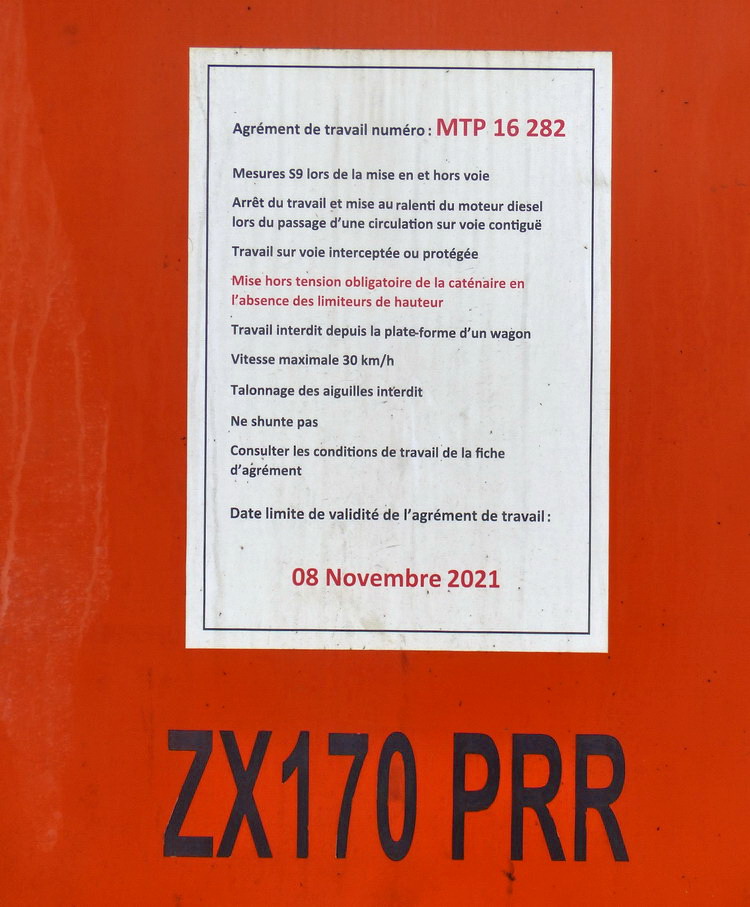 Agrément de travail numéro : MTP 16 282
Mesures S9 lors de la mise en et hors voie
Arrêt du travail et mise au ralenti du moteur diesel
lors du passage d'une circulation sur voie contiguë
Travail sur voie interceptée ou protégée
Mise hors tension obligatoire de la caténaire en
l'absence des limiteurs de hauteur
Travail interdit depuis la plate-forme d'un wagon
Vitesse maximale 30 km/h
Talonnage des aiguilles interdit
Ne shunte pas
Consulter les conditions de travail de la fiche
d'agrément
Date limite de validité de l'agrément de travail :
08 Novembre 2021
ZX170 PRR